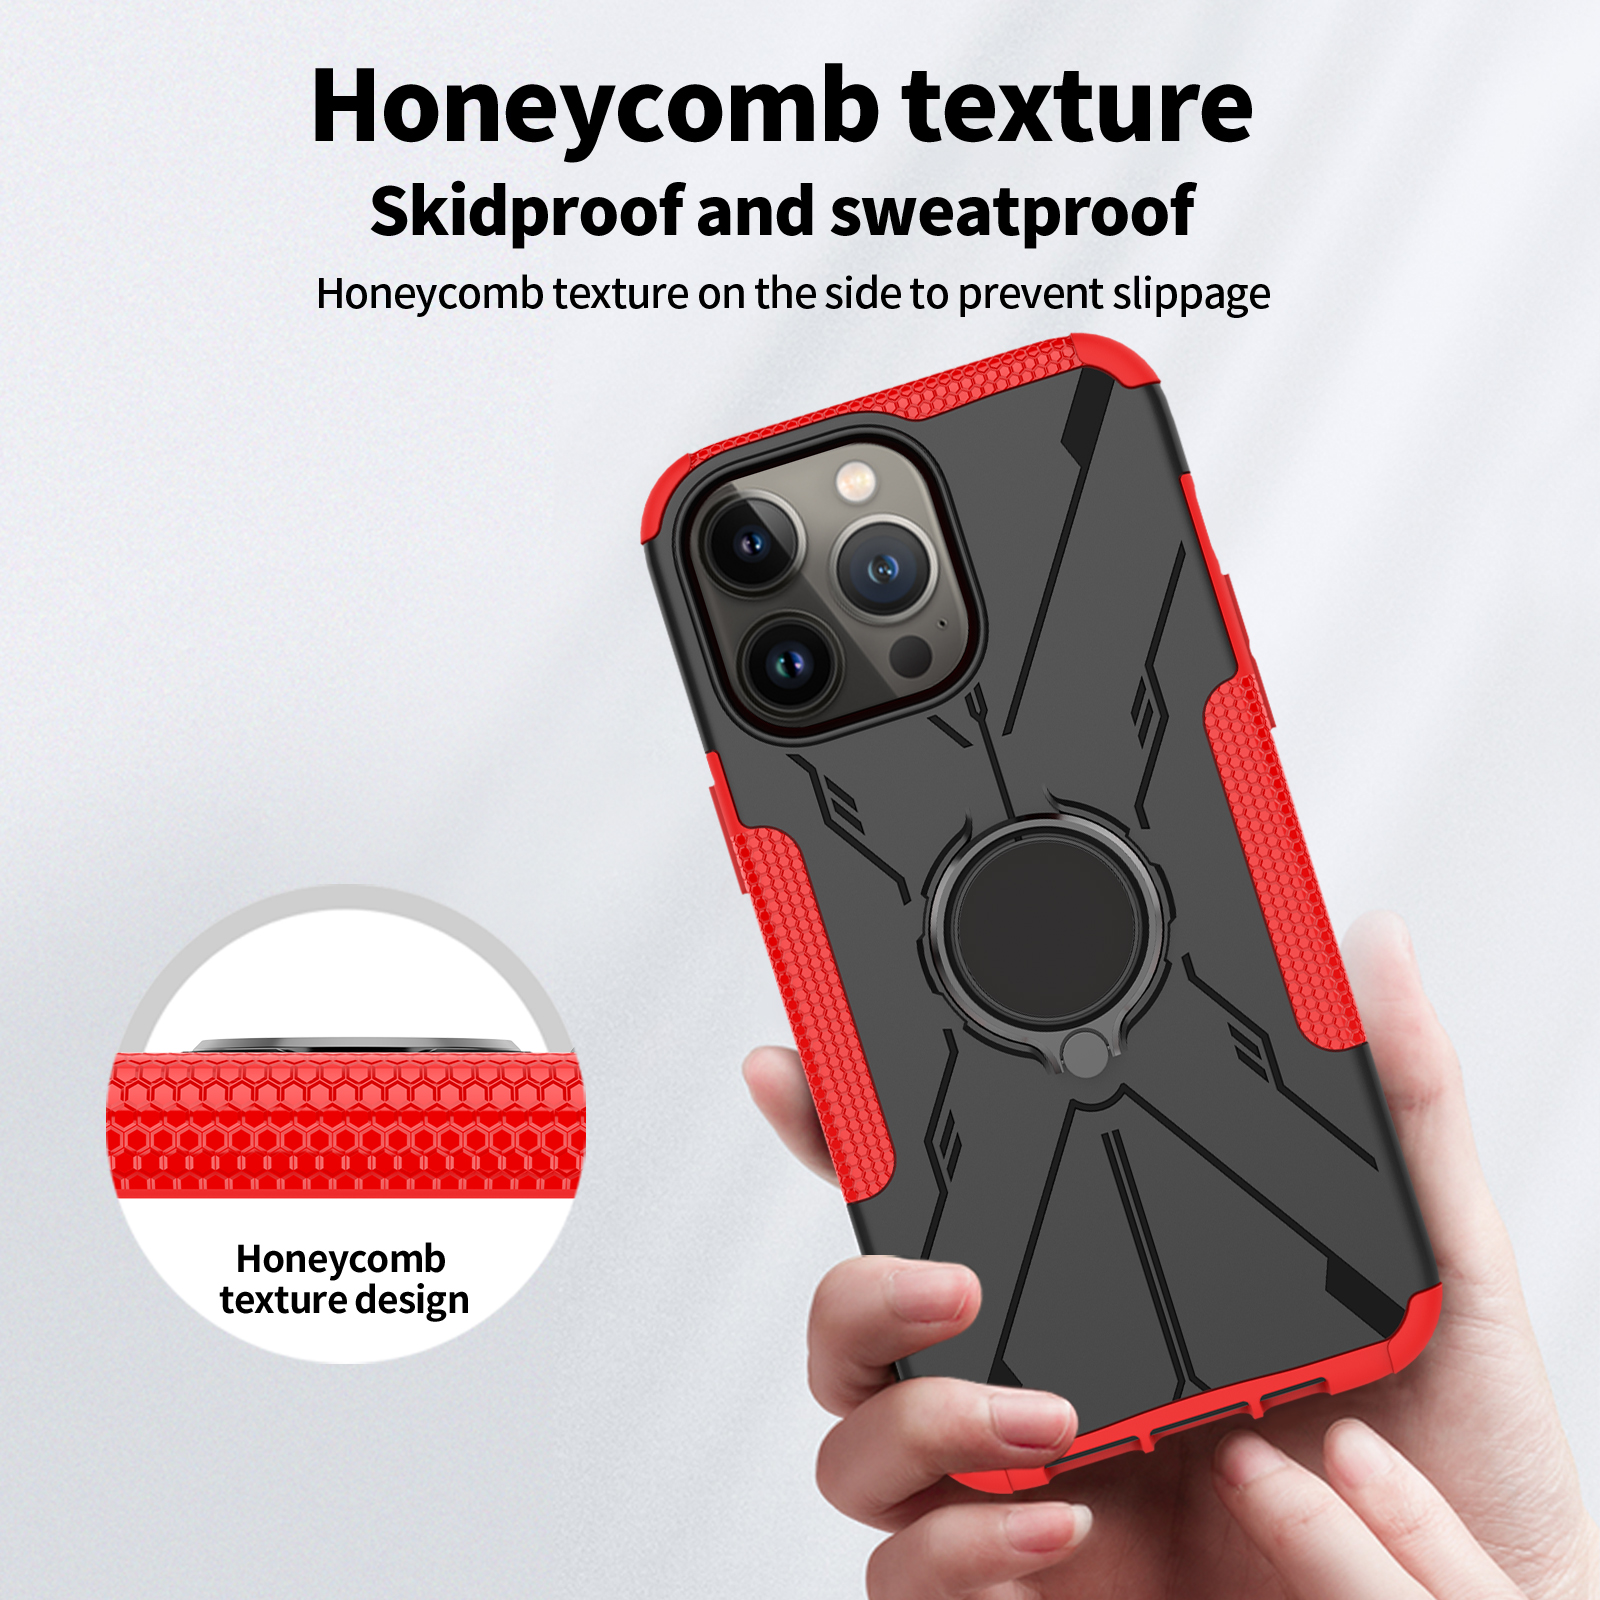 Honeycomb texture
Skidproof and sweatproof
Honeycomb texture on the side to prevent slippage
Honeycomb
texture design